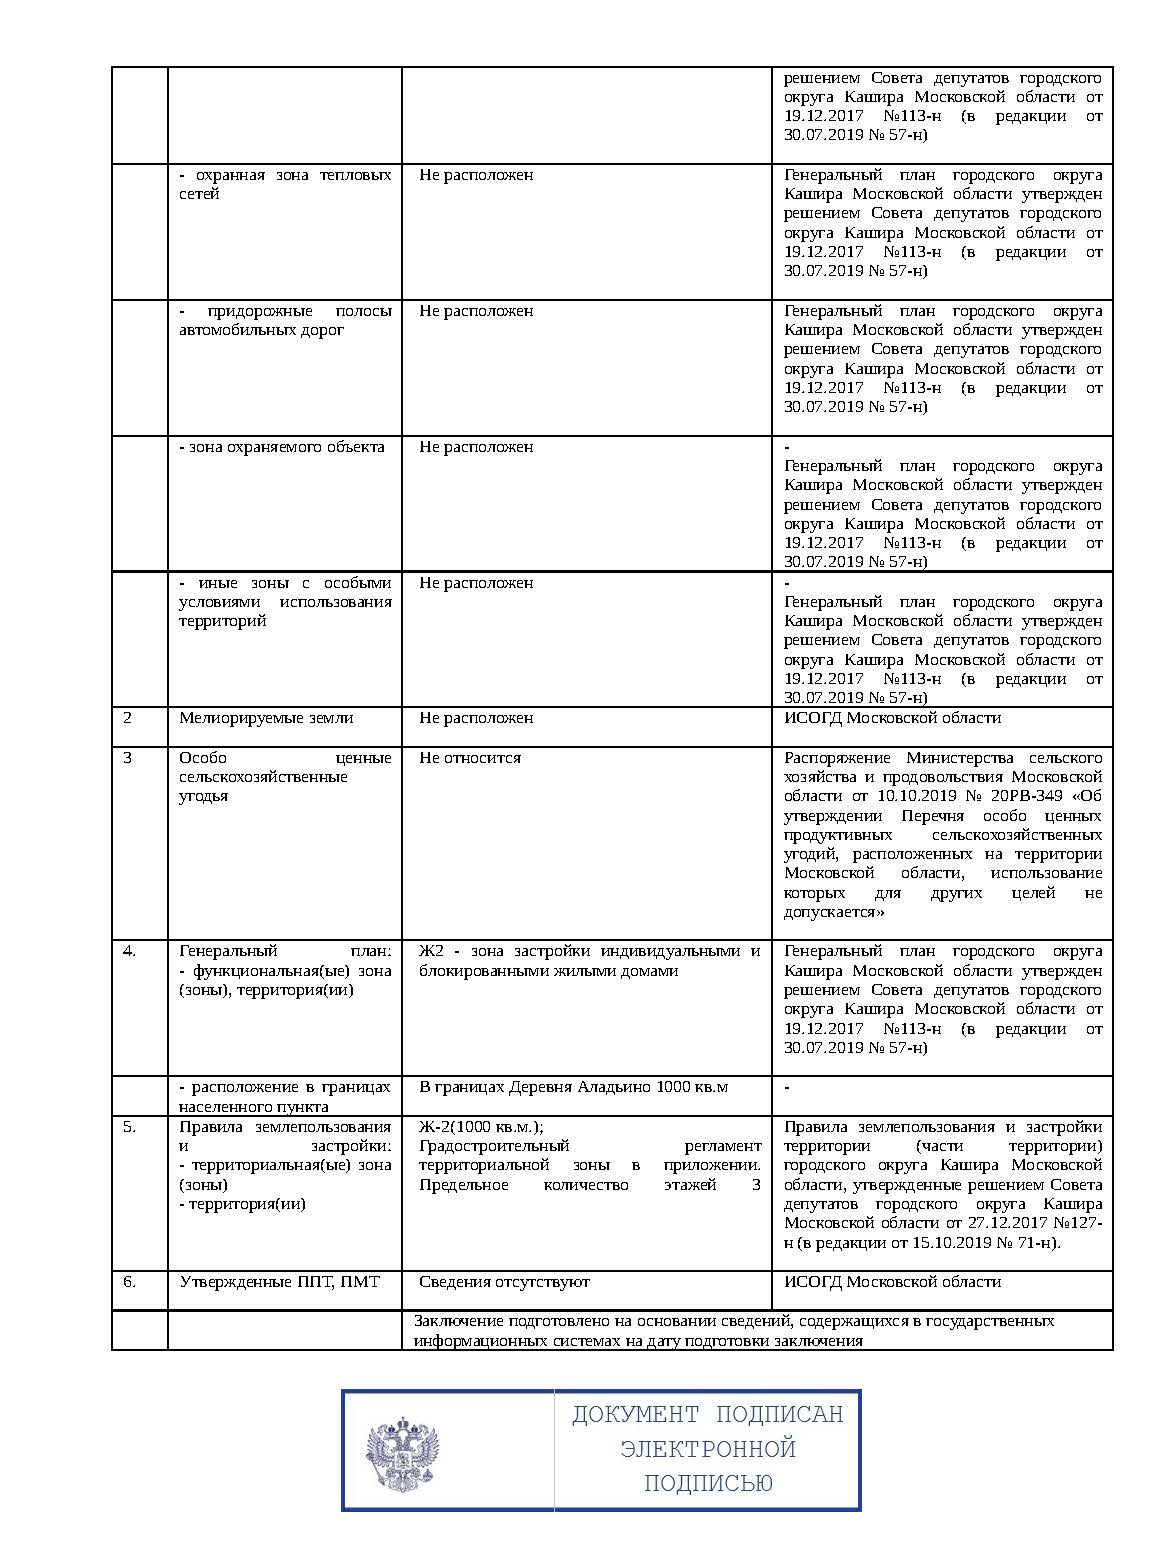 решением Совета депутатов городского
округа Кашира Московской области от
19.12.2017 №113-н (в редакции от
30.07.2019 № 57-н)
- охранная зона тепловых
сетей
Не расположен
Генеральный план городского округа
Кашира Московской области утвержден
решением Совета депутатов городского
округа Кашира Московской области от
19.12.2017 №113-н (в редакции от
30.07.2019 № 57-н)
- придорожные полосы
автомобильных дорог
Не расположен
Генеральный план городского округа
Кашира Московской области утвержден
решением Совета депутатов городского
округа Кашира Московской области от
19.12.2017 №113-н (в редакции от
30.07.2019 № 57-н)
- зона охраняемого объекта
Не расположен
-
Генеральный план городского округа
Кашира Московской области утвержден
решением Совета депутатов городского
округа Кашира Московской области от
19.12.2017 №113-н (в редакции от
30.07.2019 № 57-н)
- иные зоны с особыми
условиями использования
территорий
Не расположен
-
Генеральный план городского округа
Кашира Московской области утвержден
решением Совета депутатов городского
округа Кашира Московской области от
19.12.2017 №113-н (в редакции от
30.07.2019 № 57-н)
2
Мелиорируемые земли
Не расположен
ИСОГД Московской области
3
Особо ценные
сельскохозяйственные
угодья
Не относится
Распоряжение Министерства сельского
хозяйства и продовольствия Московской
области от 10.10.2019 № 20РВ-349 «Об
утверждении Перечня особо ценных
продуктивных сельскохозяйственных
угодий, расположенных на территории
Московской области, использование
которых для других целей не
допускается»
4.
Генеральный план:
- функциональная(ые) зона
(зоны), территория(ии)
Ж2 - зона застройки индивидуальными и
блокированными жилыми домами
Генеральный план городского округа
Кашира Московской области утвержден
решением Совета депутатов городского
округа Кашира Московской области от
19.12.2017 №113-н (в редакции от
30.07.2019 № 57-н)
- расположение в границах
населенного пункта
В границах Деревня Аладьино 1000 кв.м
-
5.
Правила землепользования
и застройки:
- территориальная(ые) зона
(зоны)
- территория(ии)
Ж-2(1000 кв.м.);
Градостроительный регламент
территориальной зоны в приложении.
Предельное количество этажей 3
Правила землепользования и застройки
территории (части территории)
городского округа Кашира Московской
области, утвержденные решением Совета
депутатов городского округа Кашира
Московской области от 27.12.2017 №127-
н (в редакции от 15.10.2019 № 71-н).
6.
Утвержденные ППТ, ПМТ
Сведения отсутствуют
ИСОГД Московской области
Заключение подготовлено на основании сведений, содержащихся в государственных
информационных системах на дату подготовки заключения
ДОКУМЕНТ ПОДПИСАН
ЭЛЕКТРОННОЙ
ПОДПИСЬЮ